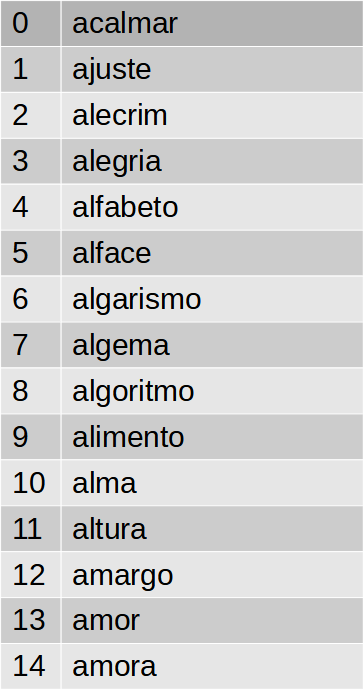 0 acalmar
1 ajuste
2 alecrim
3 alegria
4 alfabeto
5 alface
6 algarismo
7 algema
8 algoritmo
9 alimento
10 alma
11 altura
12 amargo
13 amor
14 amora